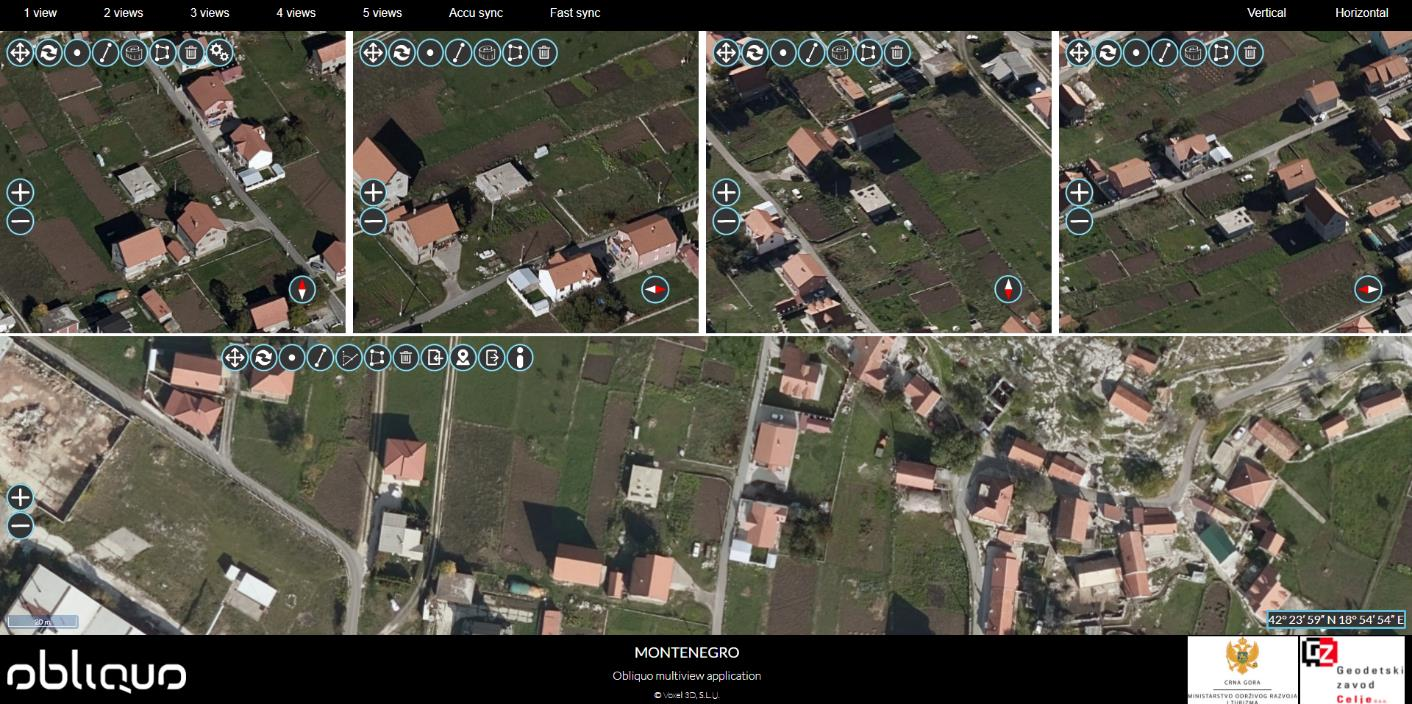 1 view 2 views 3 views 4 views 5 views Accu sync Fast sync Vertical Horizontal
20 m
42° 23' 59" N 18° 54' 54" E
obliquo
MONTENEGRO
Obliquo multiview application
© Voxel 3D, S.L.U.
CRNA GORA
MINISTARSTVO ODRŽIVOG RAZVOJA
I TURIZMA
GZ
Geodetski
zavod
Celje d.o.o.